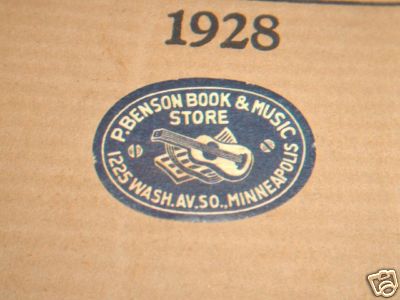 1928
P. BENSON BOOK & MUSIC
STORE
1225 WASH. AV. SO., MINNEAPOLIS